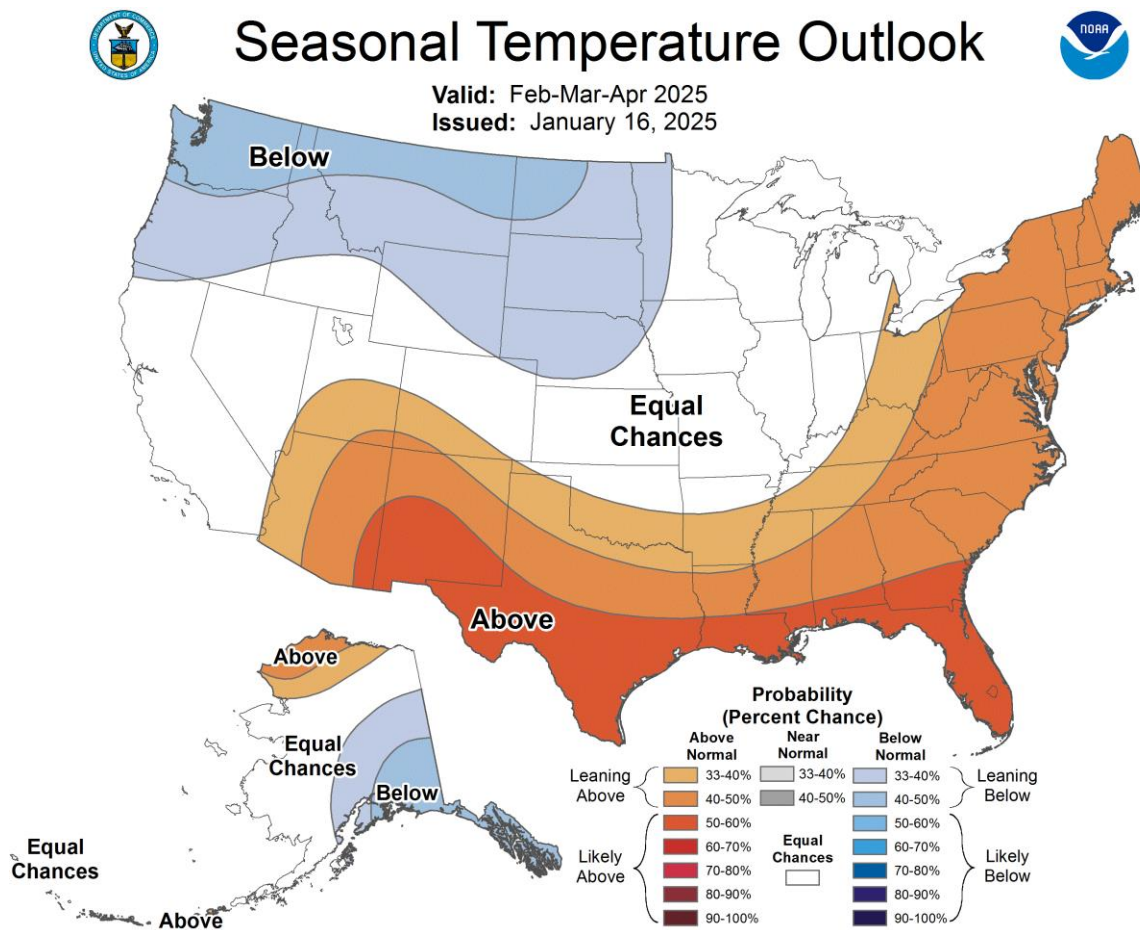 Seasonal Temperature Outlook
NOAA
Valid: Feb-Mar-Apr 2025
Issued: January 16, 2025
Below
Equal
Chances
Above
Above
Equal
Chances
Below
Equal
Chances
Above
Probability
(Percent Chance)
Above
Normal
Near
Normal
Below
Normal
Leaning
Above
33-40%
40-50%
33-40%
40-50%
33-40%
40-50%
Leaning
Below
Likely
Above
50-60%
60-70%
70-80%
80-90%
90-100%
Equal
Chances
50-60%
60-70%
70-80%
80-90%
90-100%
Likely
Below